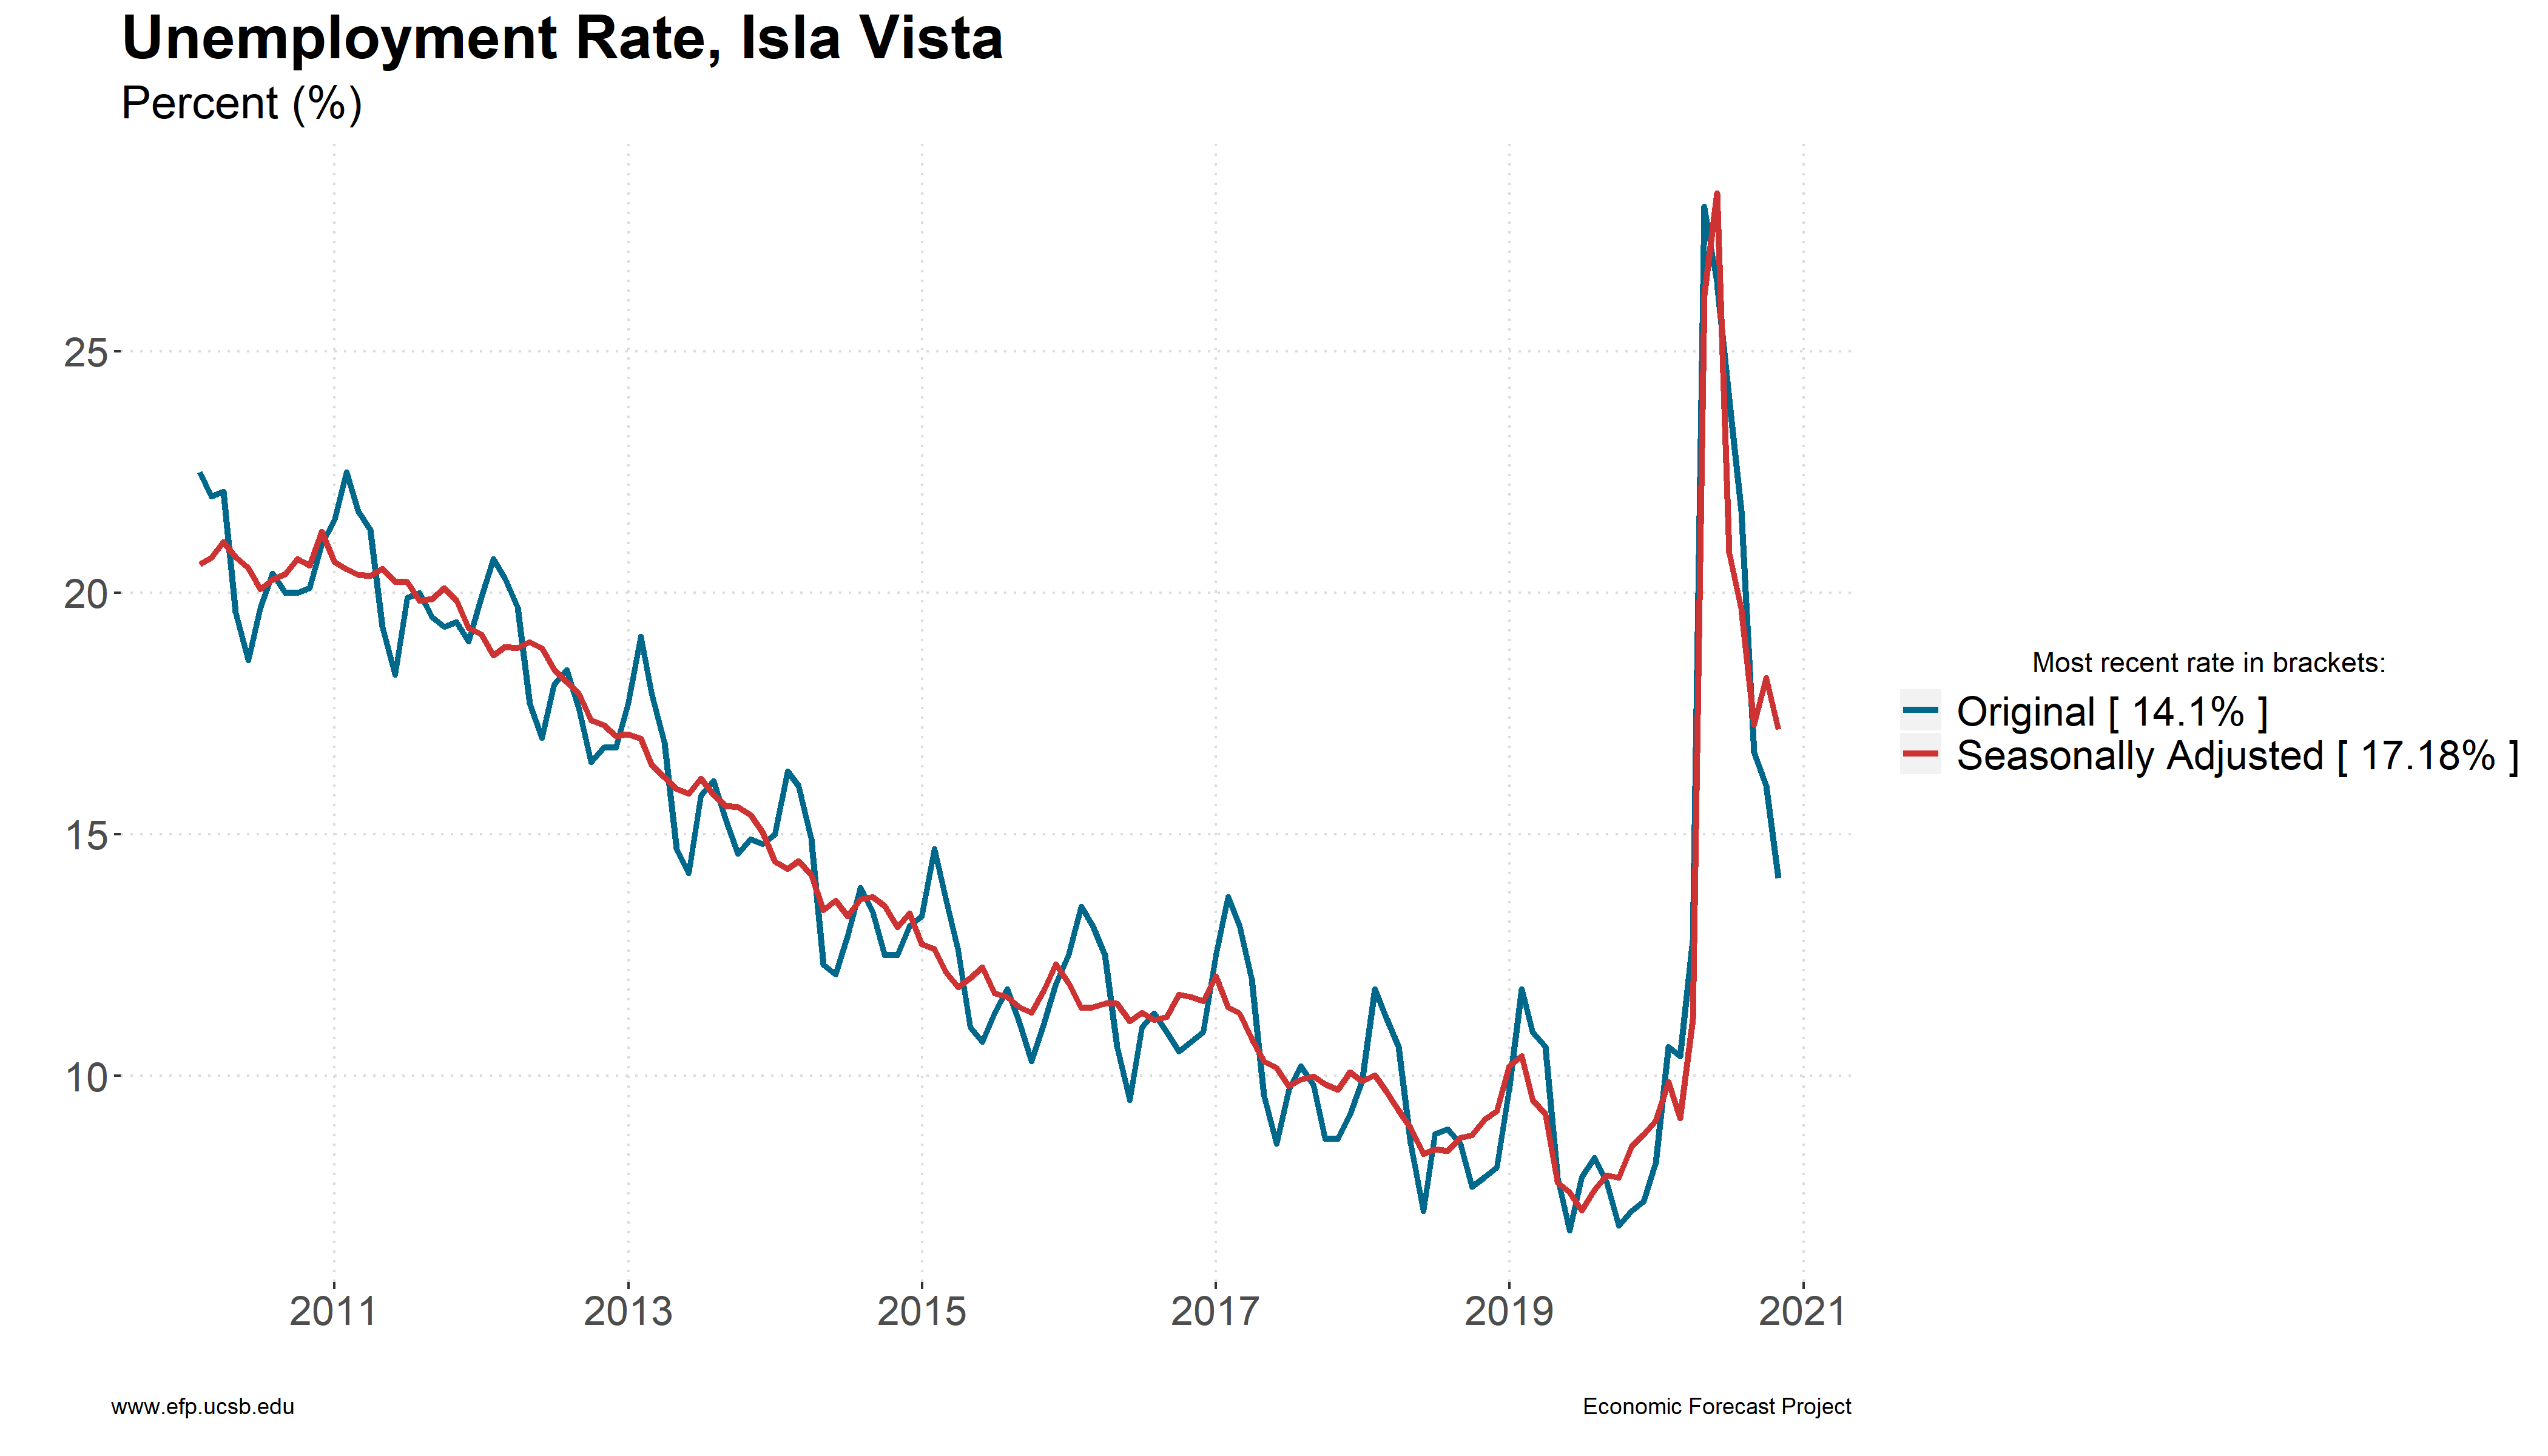 Unemployment Rate, Isla Vista
Percent (%)
25
20
15
10
2011 2013 2015 2017 2019 2021
Most recent rate in brackets:
Original [ 14.1% ]
Seasonally Adjusted [ 17.18% ]
www.efp.ucsb.edu
Economic Forecast Project